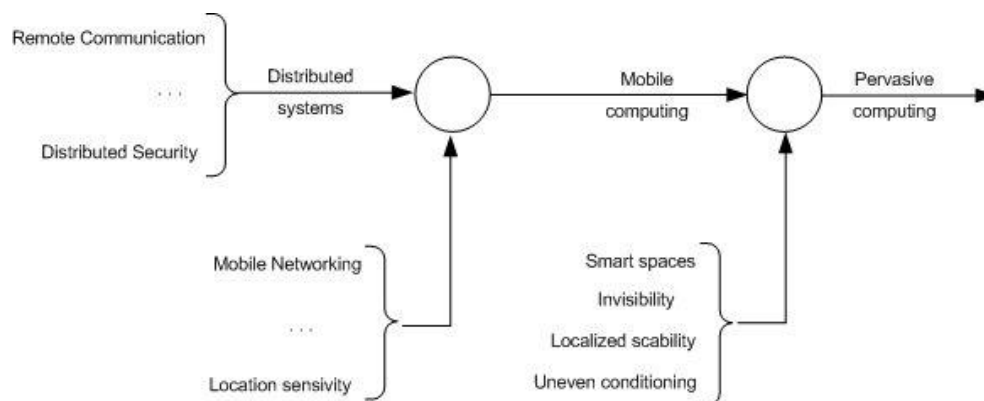 Remote Communication
. . .
Distributed Security
Distributed
systems
Mobile
computing
Pervasive
computing
Mobile Networking
. . .
Location sensivity
Smart spaces
Invisibility
Localized scability
Uneven conditioning